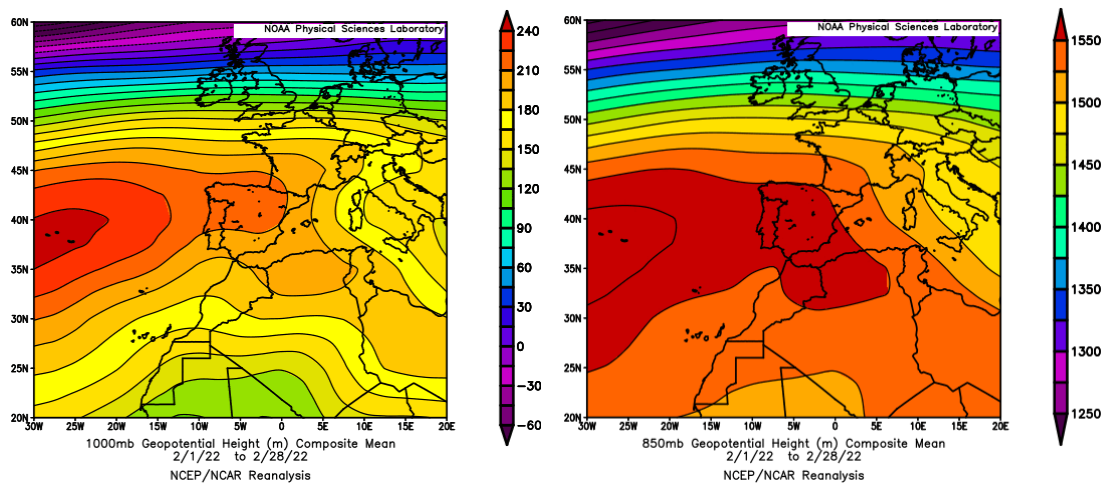 NOAA Physical Sciences Laboratory
60N
55N
50N
45N
40N
35N
30N
25N
20N
30W 25W 20W 15W 10W 5W 0 5E 10E 15E 20E
240
210
180
150
120
90
60
30
0
−30
−60
1000mb Geopotential Height (m) Composite Mean
2/1/22 to 2/28/22
NCEP/NCAR Reanalysis
NOAA Physical Sciences Laboratory
60N
55N
50N
45N
40N
35N
30N
25N
20N
30W 25W 20W 15W 10W 5W 0 5E 10E 15E 20E
1550
1500
1450
1400
1350
1300
1250
850mb Geopotential Height (m) Composite Mean
2/1/22 to 2/28/22
NCEP/NCAR Reanalysis